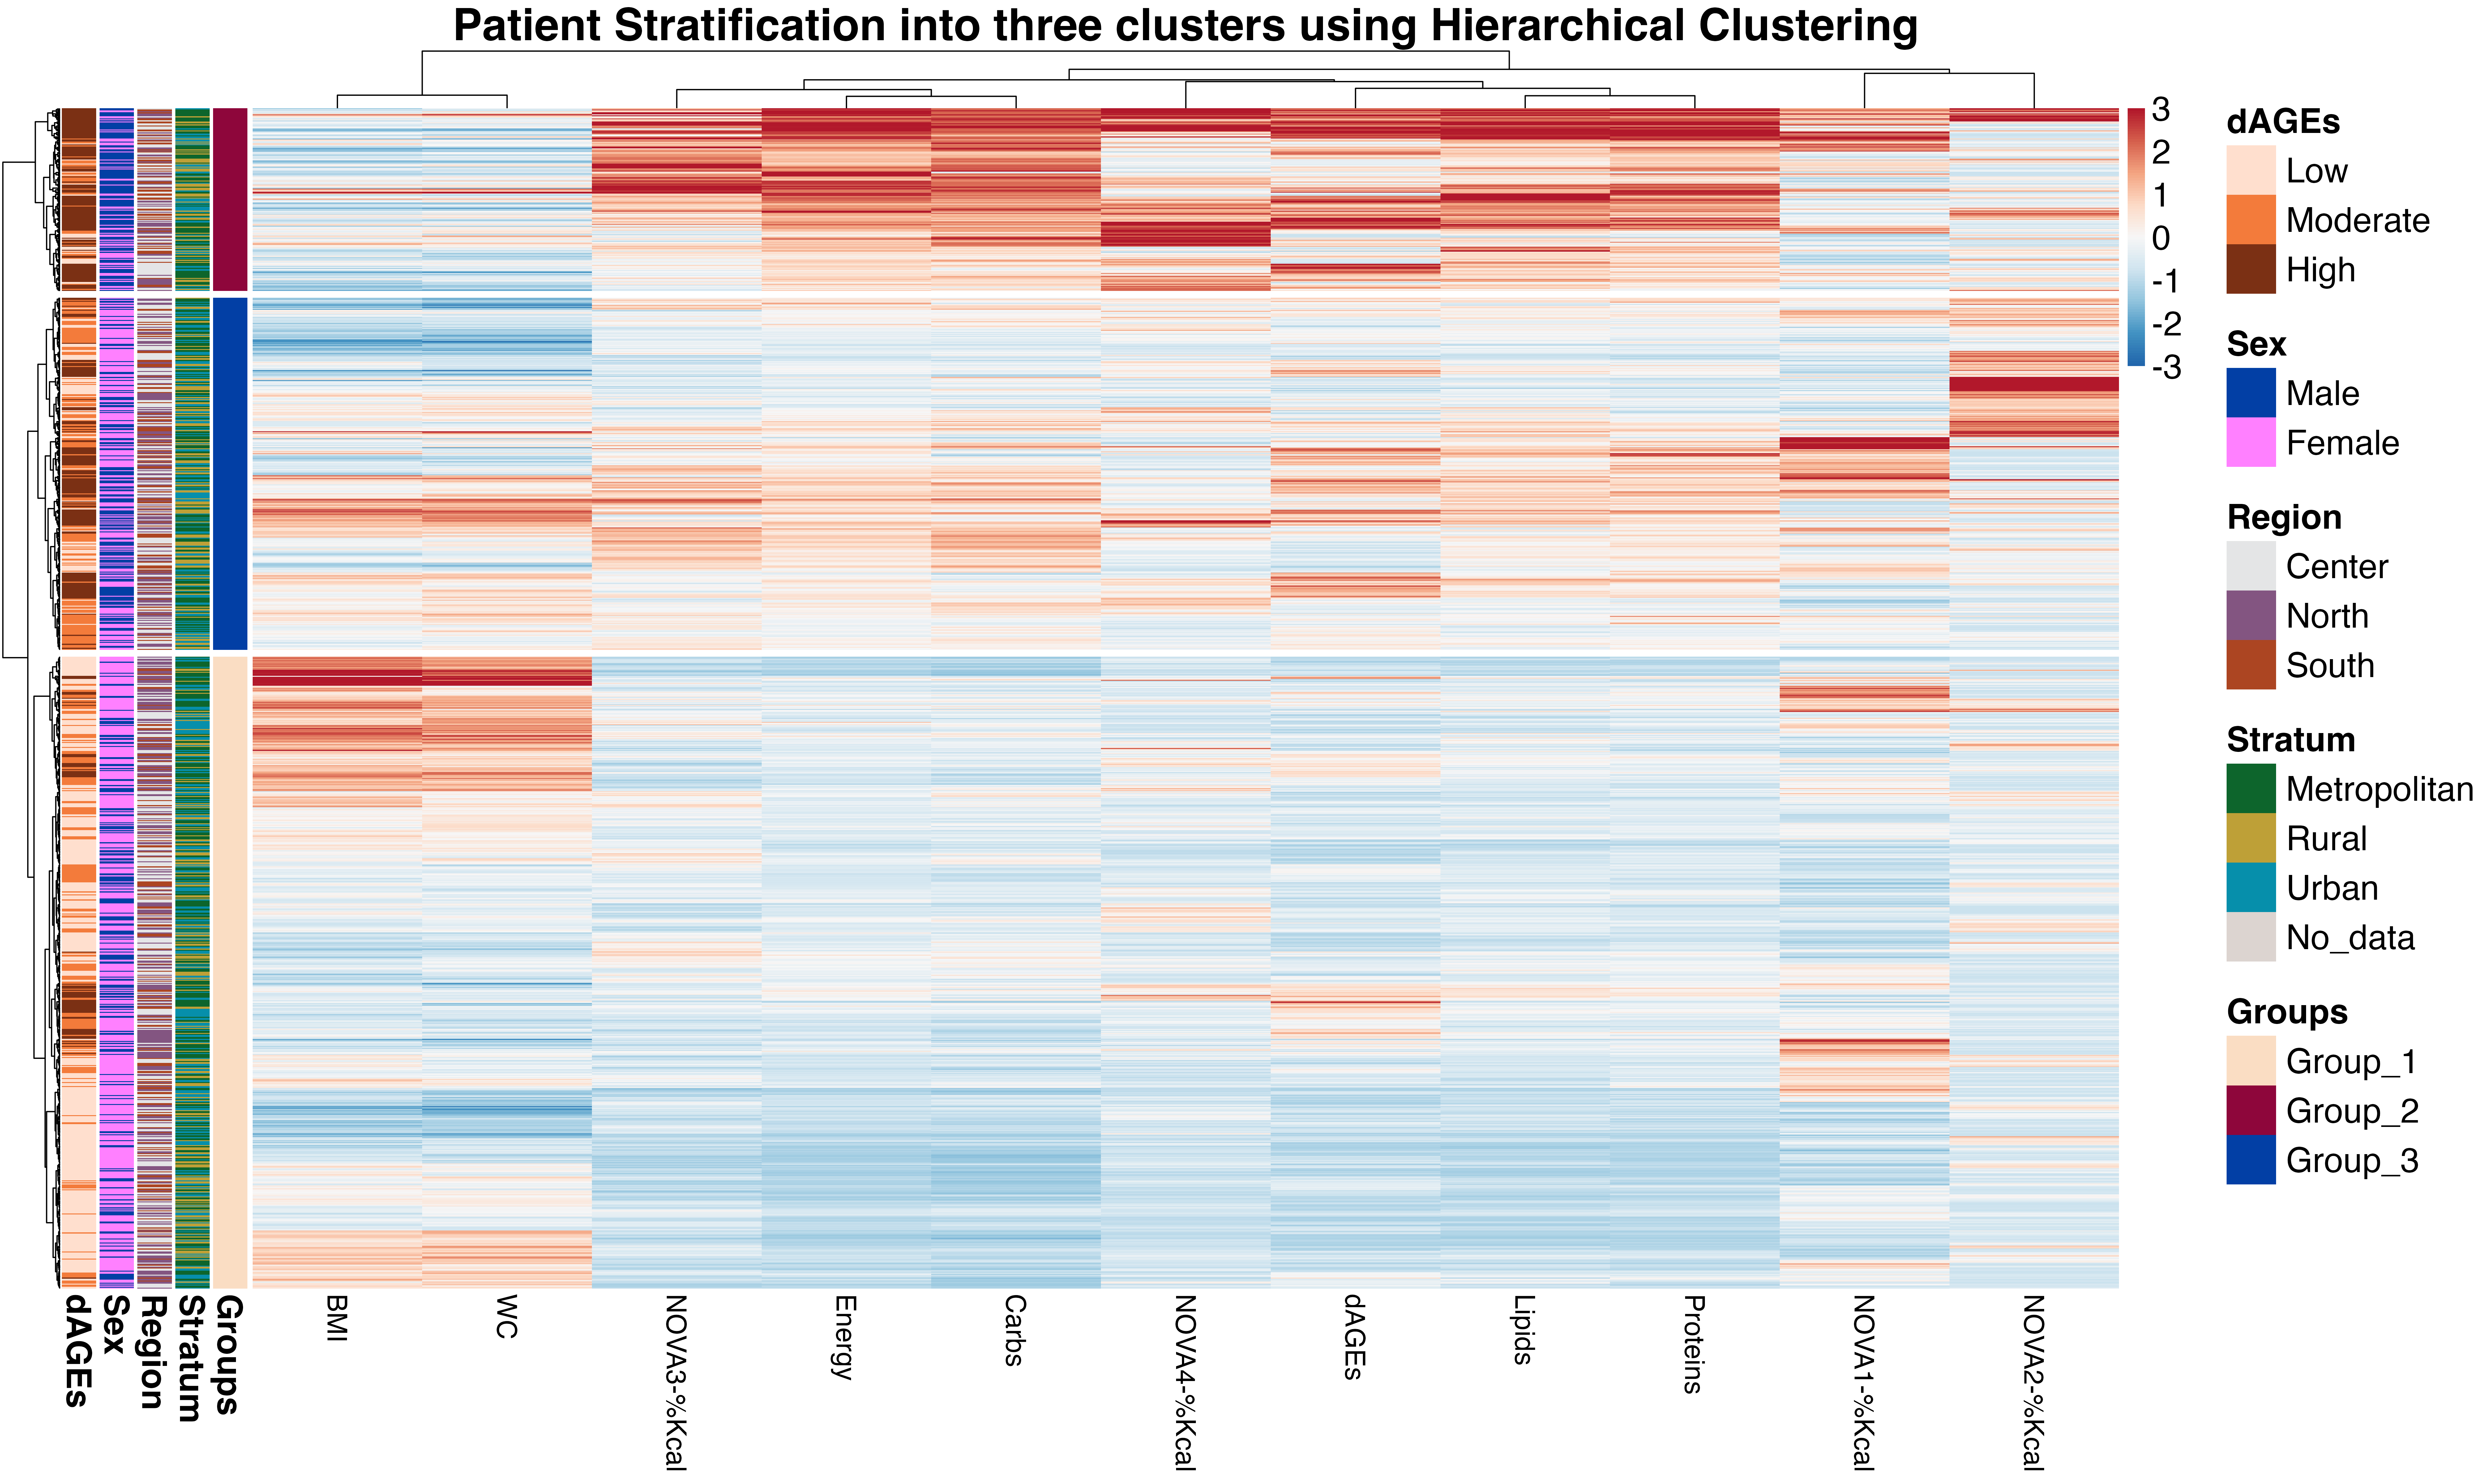 Patient Stratification into three clusters using Hierarchical Clustering
3
2
1
0
-1
-2
-3
dAGEs
Low
Moderate
High
Sex
Male
Female
Region
Center
North
South
Stratum
Metropolitan
Rural
Urban
No_data
Groups
Group_1
Group_2
Group_3
dAGEs
Sex
Region
Stratum
Groups
BMI
WC
NOVA3-%Kcal
Energy
Carbs
NOVA4-%Kcal
dAGEs
Lipids
Proteins
NOVA1-%Kcal
NOVA2-%Kcal